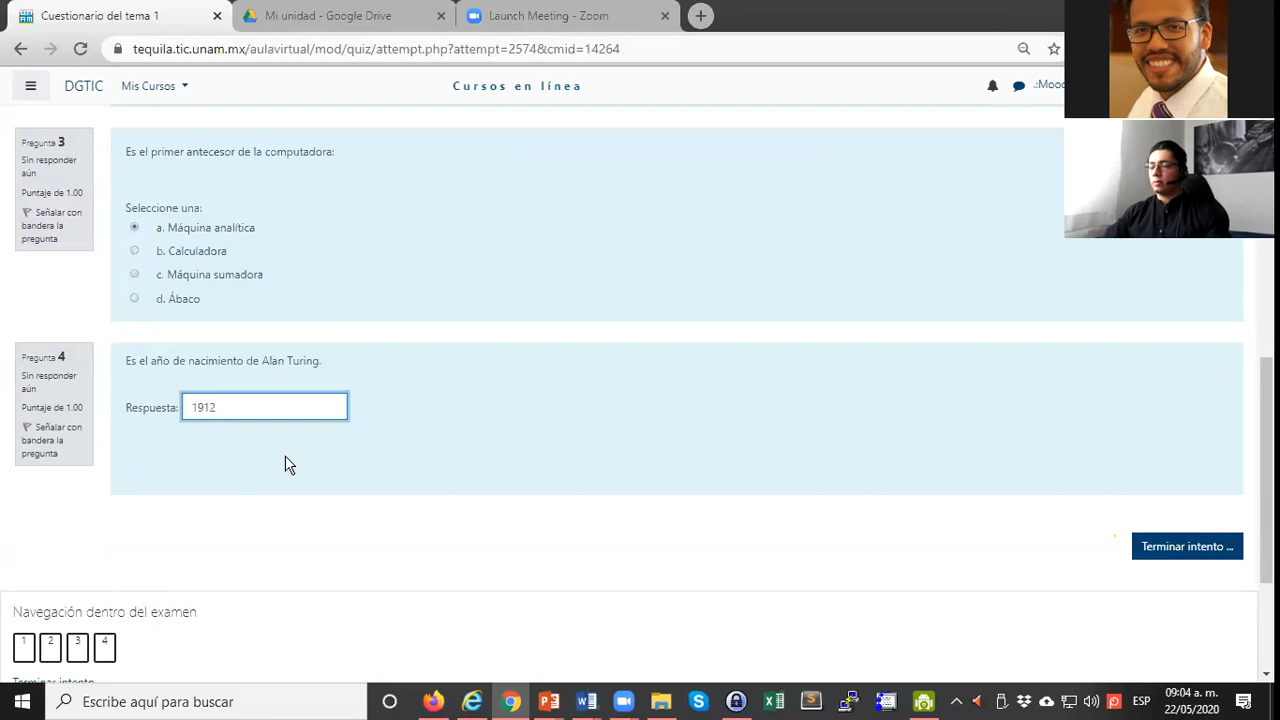 Cuestionario del tema 1
Mi unidad - Google Drive
Launch Meeting - Zoom
tequila.tic.unam.mx/aulavirtual/mod/quiz/attempt.php?attempt=2574&cmid=14264
DGTIC
Mis Cursos
Cursos en línea
.:Mood
Pregunta 3
Sin responder
aún
Puntaje de 1.00
Señalar con
bandera la
pregunta
Es el primer antecesor de la computadora:
Seleccione una:
a. Máquina analítica
b. Calculadora
c. Máquina sumadora
d. Ábaco
Pregunta 4
Sin responder
aún
Puntaje de 1.00
Señalar con
bandera la
pregunta
Es el año de nacimiento de Alan Turing.
Respuesta: 1912
Terminar intento ...
Navegación dentro del examen
1 2 3 4
Terminar intento
Escribe aquí para buscar
ESP
09:04 a. m.
22/05/2020